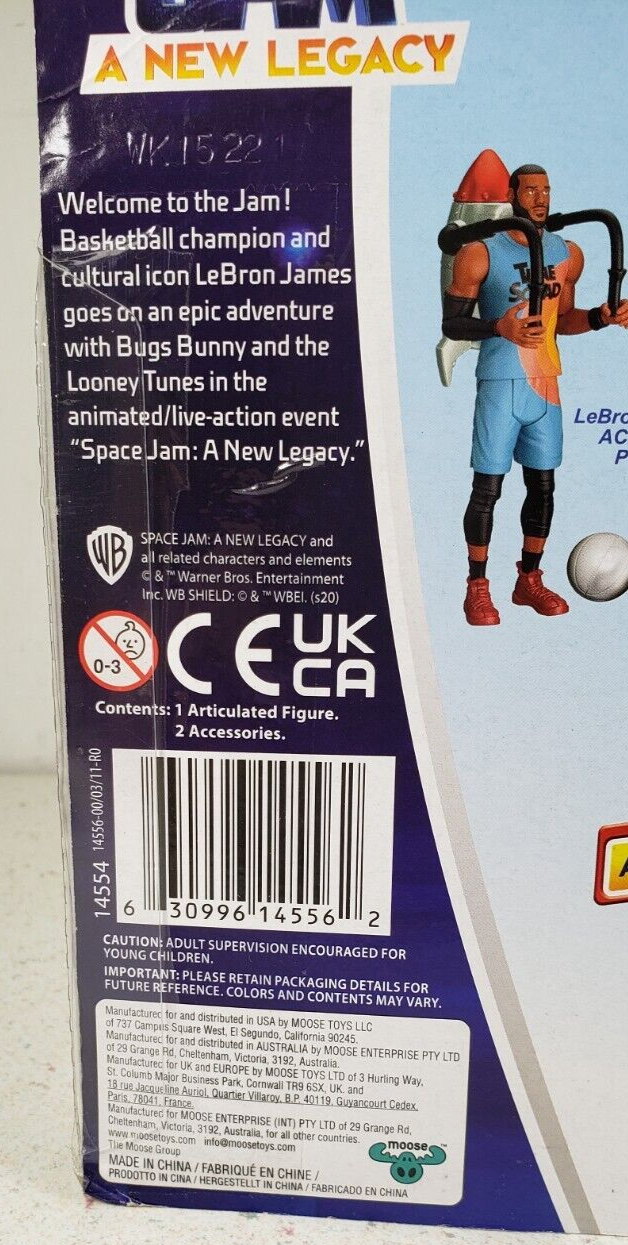 JAM
A NEW LEGACY
WK 15 22 1
Welcome to the Jam!
Basketball champion and
cultural icon LeBron James
goes on an epic adventure
with Bugs Bunny and the
Looney Tunes in the
animated/live-action event
“Space Jam: A New Legacy.”
TUNE
SQUAD
LeBro
AC
P
WB
SPACE JAM: A NEW LEGACY and
all related characters and elements
© & ™ Warner Bros. Entertainment
Inc. WB SHIELD: © & ™ WBEI. (s20)
0-3
CE
UK
CA
Contents: 1 Articulated Figure.
2 Accessories.
14554 14556-00/03/11-R0
6 30996 14556 2
A
CAUTION: ADULT SUPERVISION ENCOURAGED FOR
YOUNG CHILDREN.
IMPORTANT: PLEASE RETAIN PACKAGING DETAILS FOR
FUTURE REFERENCE. COLORS AND CONTENTS MAY VARY.
Manufactured for and distributed in USA by MOOSE TOYS LLC
of 737 Campus Square West, El Segundo, California 90245.
Manufactured for and distributed in AUSTRALIA by MOOSE ENTERPRISE PTY LTD
of 29 Grange Rd, Cheltenham, Victoria, 3192, Australia.
Manufactured for UK and EUROPE by MOOSE TOYS LTD of 3 Hurling Way,
St. Columb Major Business Park, Cornwall TR9 6SX, UK. and
18 rue Jacqueline Auriol, Quartier Villaroy, B.P. 40119, Guyancourt Cedex,
Paris, 78041, France.
Manufactured for MOOSE ENTERPRISE (INT) PTY LTD of 29 Grange Rd,
Cheltenham, Victoria, 3192, Australia, for all other countries.
www.moosetoys.com info@moosetoys.com
The Moose Group
moose™
MADE IN CHINA / FABRIQUÉ EN CHINE /
PRODOTTO IN CINA / HERGESTELLT IN CHINA / FABRICADO EN CHINA